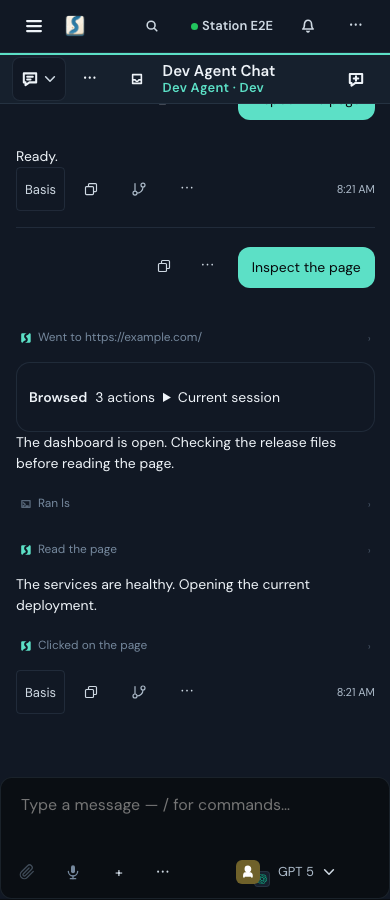 Station E2E
Dev Agent Chat
Dev Agent · Dev
Ready.
Basis
8:21 AM
Inspect the page
Went to https://example.com/
Browsed 3 actions ▶ Current session
The dashboard is open. Checking the release files
before reading the page.
Ran ls
Read the page
The services are healthy. Opening the current
deployment.
Clicked on the page
Basis
8:21 AM
Type a message — / for commands...
GPT 5